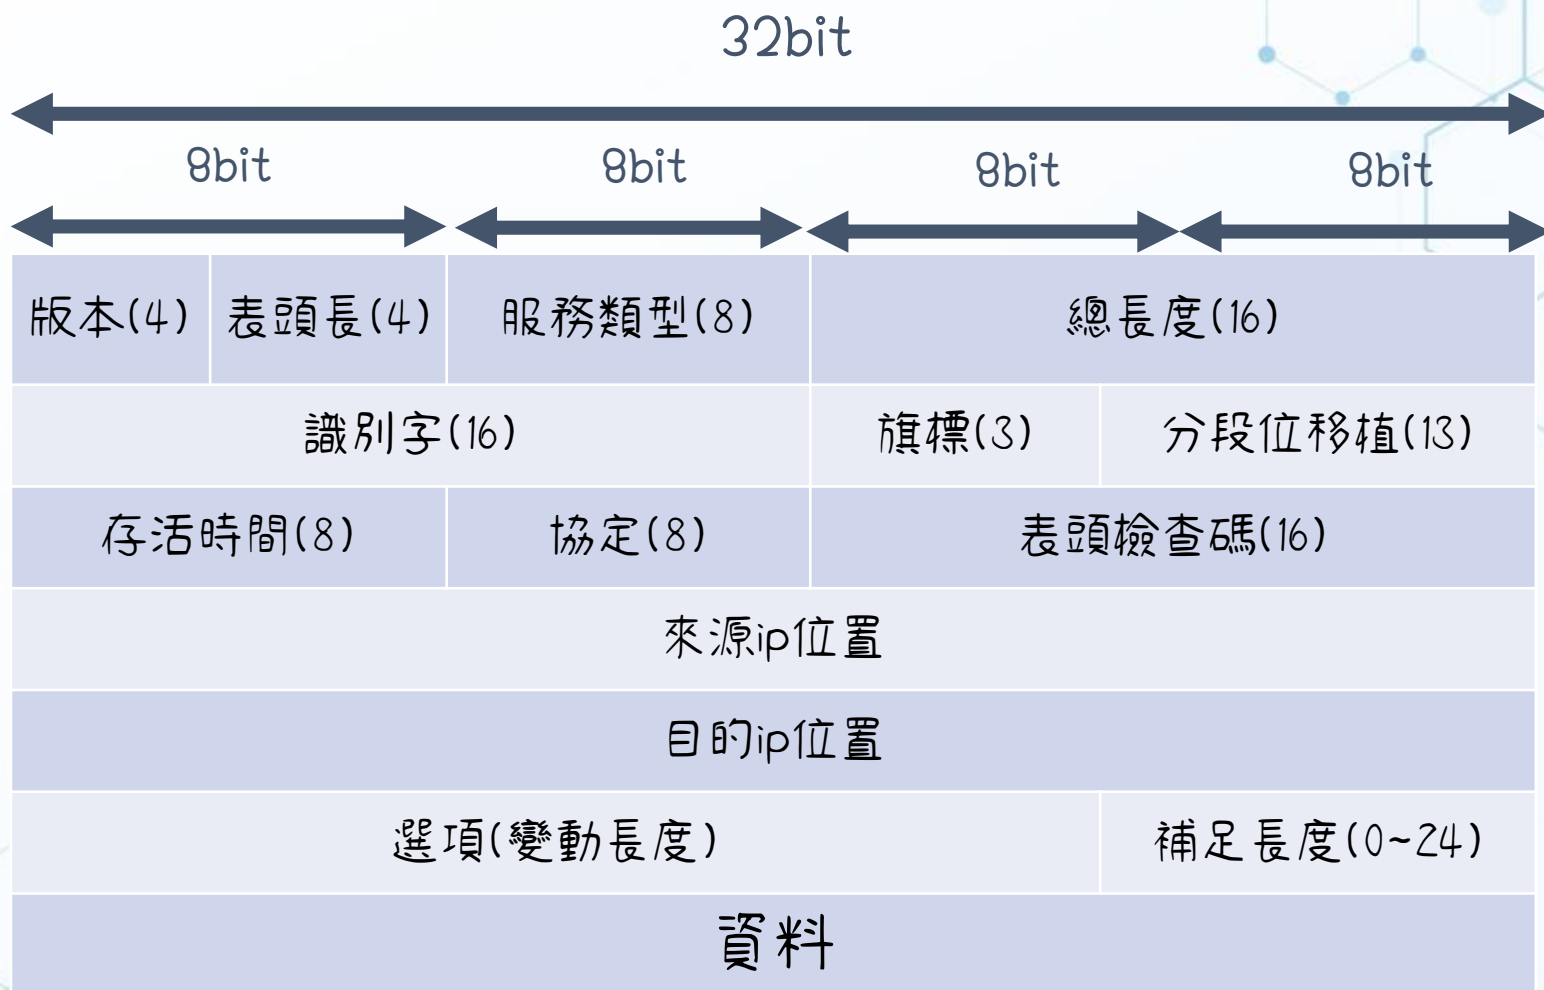 32bit
8bit 8bit 8bit 8bit
版本(4) 表頭長(4) 服務類型(8) 總長度(16)
識別字(16) 旗標(3) 分段位移植(13)
存活時間(8) 協定(8) 表頭檢查碼(16)
來源ip位置
目的ip位置
選項(變動長度) 補足長度(0~24)
資料